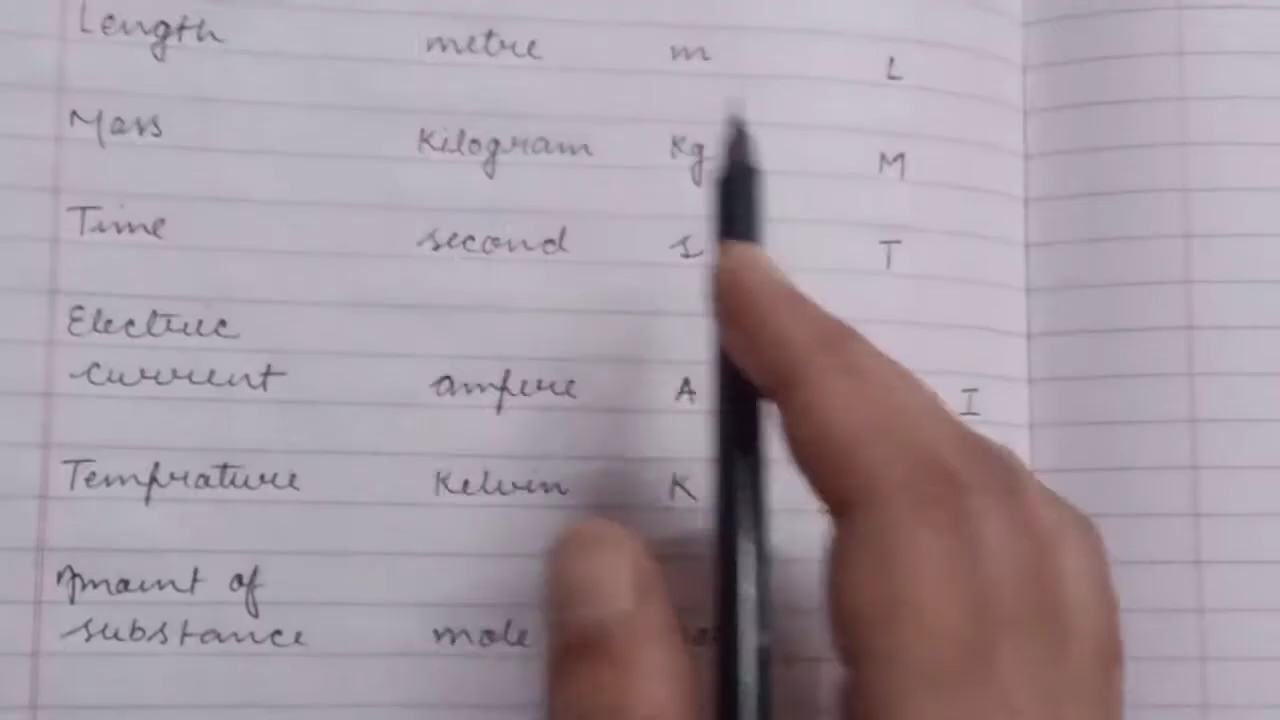 Length metre m L
Mass Kilogram Kg M
Time second s T
Electric
current ampere A I
Temprature Kelvin K
Amount of
substance mole